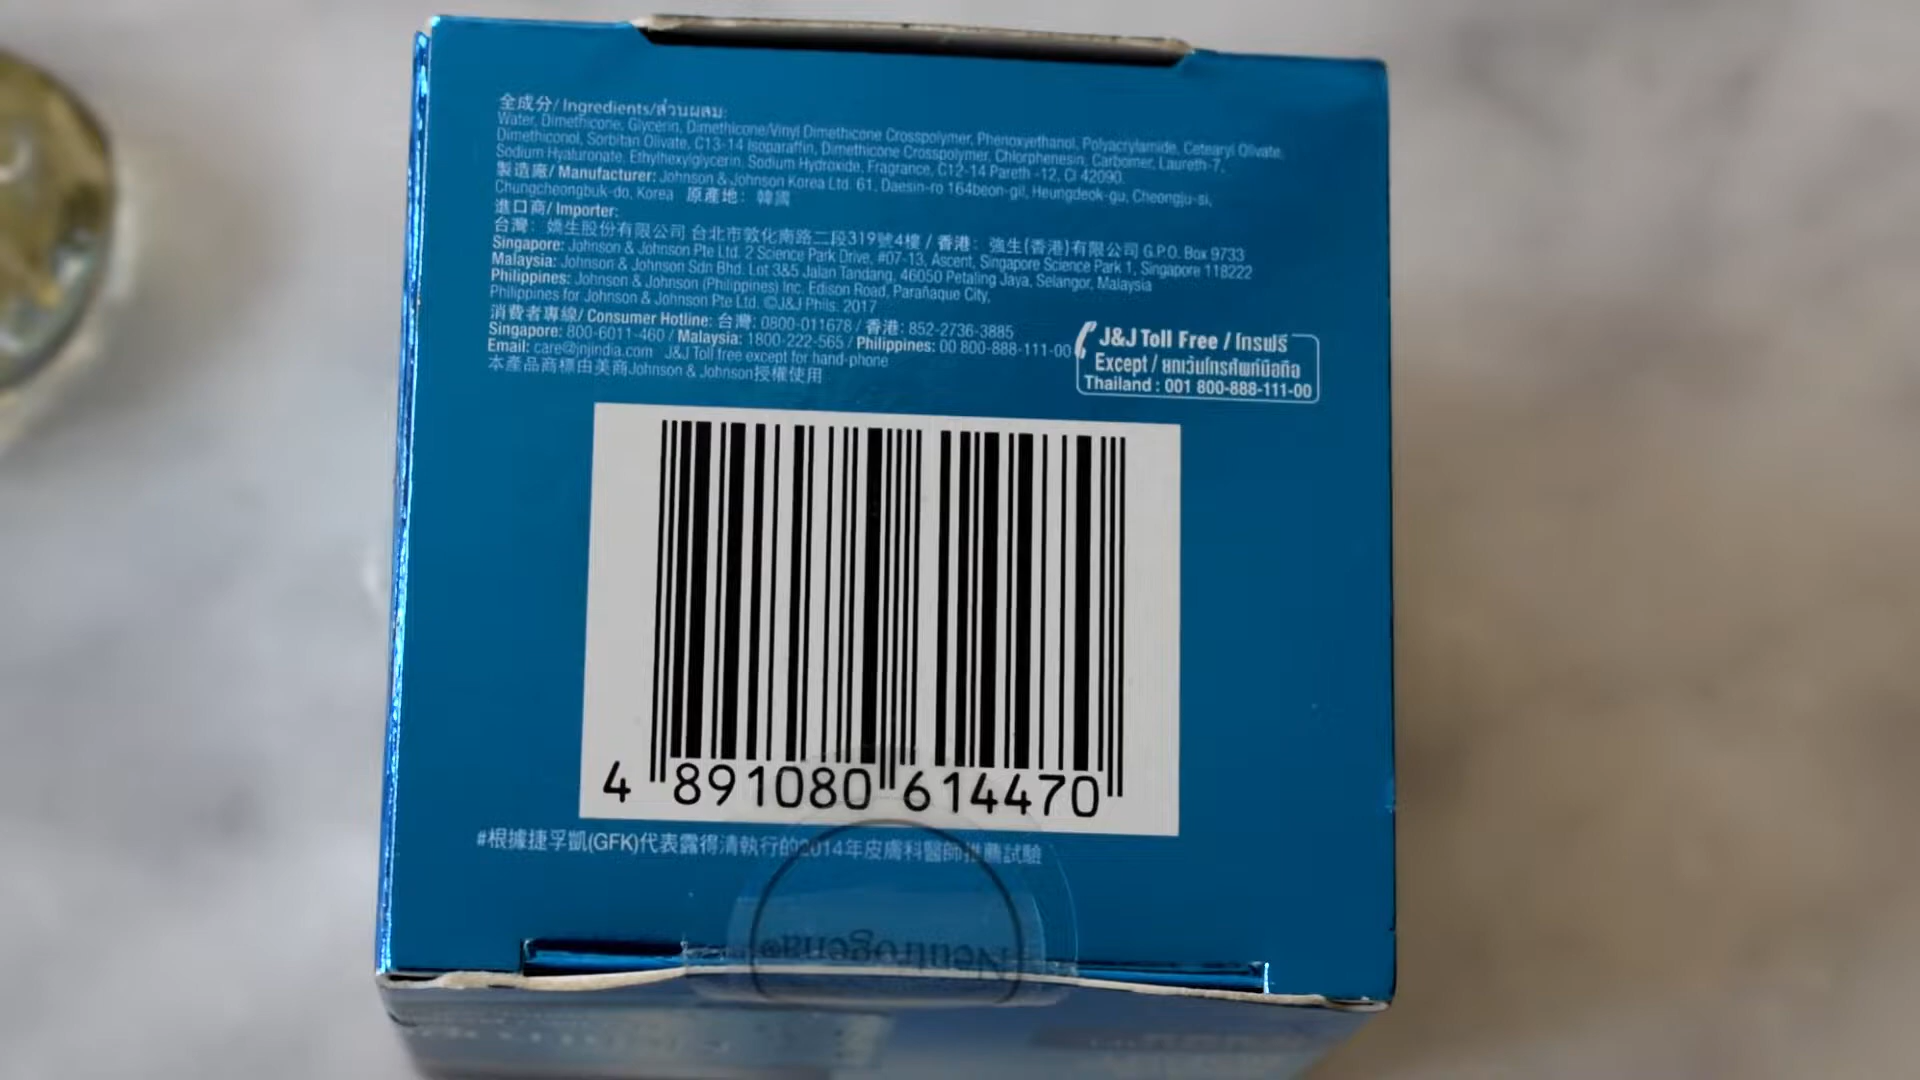 全成分/ Ingredients/ส่วนผสม:
Water, Dimethicone, Glycerin, Dimethicone/Vinyl Dimethicone Crosspolymer, Phenoxyethanol, Polyacrylamide, Cetearyl Olivate,
Dimethiconol, Sorbitan Olivate, C13-14 Isoparaffin, Dimethicone Crosspolymer, Chlorphenesin, Carbomer, Laureth-7,
Sodium Hyaluronate, Ethylhexylglycerin, Sodium Hydroxide, Fragrance, C12-14 Pareth -12, CI 42090.
製造廠/ Manufacturer: Johnson & Johnson Korea Ltd. 61, Daesin-ro 164beon-gil, Heungdeok-gu, Cheongju-si,
Chungcheongbuk-do, Korea 原產地: 韓國
進口商/ Importer:
台灣: 嬌生股份有限公司 台北市敦化南路二段319號4樓 / 香港: 強生(香港)有限公司 G.P.O. Box 9733
Singapore: Johnson & Johnson Pte Ltd. 2 Science Park Drive, #07-13, Ascent, Singapore Science Park 1, Singapore 118222
Malaysia: Johnson & Johnson Sdn Bhd. Lot 3&5 Jalan Tandang, 46050 Petaling Jaya, Selangor, Malaysia
Philippines: Johnson & Johnson (Philippines) Inc. Edison Road, Parañaque City,
Philippines for Johnson & Johnson Pte Ltd. ©J&J Phils. 2017
消費者專線/ Consumer Hotline: 台灣: 0800-011678 / 香港: 852-2736-3885
Singapore: 800-6011-460 / Malaysia: 1800-222-565 / Philippines: 00 800-888-111-00
Email: care@jnjindia.com J&J Toll free except for hand-phone
本產品商標由美商Johnson & Johnson授權使用
J&J Toll Free / โทรฟรี
Except / ยกเว้นโทรศัพท์มือถือ
Thailand : 001 800-888-111-00
4 891080 614470
#根據捷孚凱(GFK)代表露得清執行的2014年皮膚科醫師推薦試驗
Neutrogena®